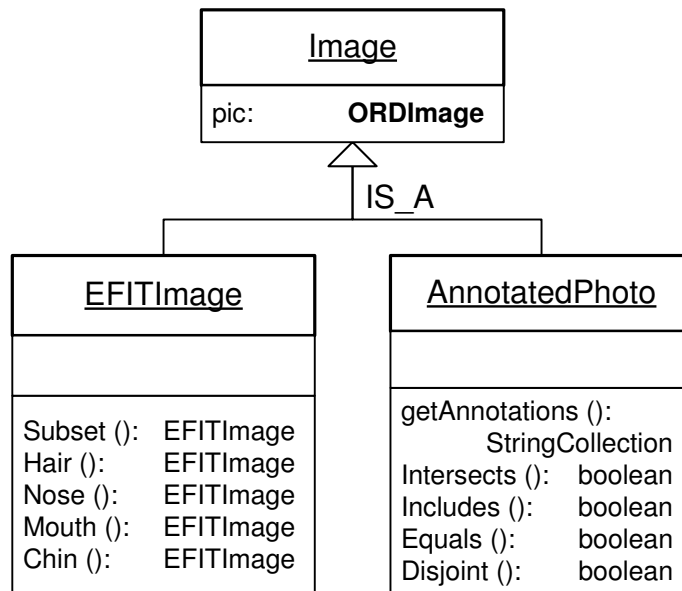 Image
pic: ORDImage
IS_A
EFITImage
Subset (): EFITImage
Hair (): EFITImage
Nose (): EFITImage
Mouth (): EFITImage
Chin (): EFITImage
AnnotatedPhoto
getAnnotations ():
StringCollection
Intersects (): boolean
Includes (): boolean
Equals (): boolean
Disjoint (): boolean